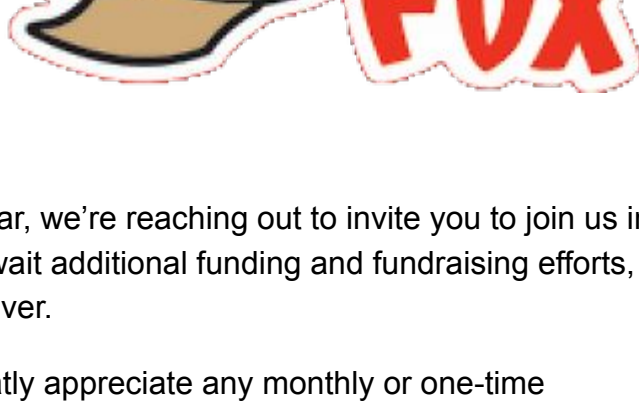 FOX
ar, we’re reaching out to invite you to join us i
wait additional funding and fundraising efforts,
ver.
tly appreciate any monthly or one-time